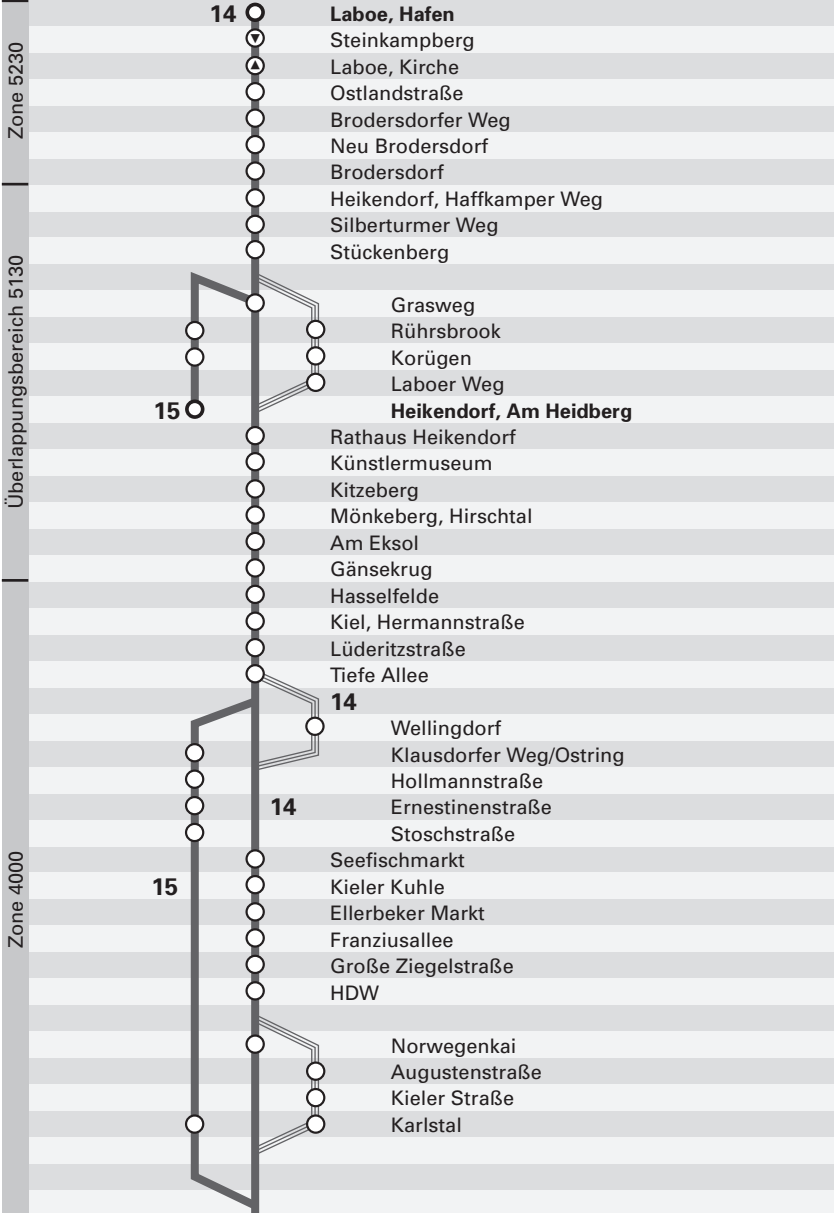 Zone 5230
14 Laboe, Hafen
Steinkampberg
Laboe, Kirche
Ostlandstraße
Brodersdorfer Weg
Neu Brodersdorf
Brodersdorf
Überlappungsbereich 5130
Heikendorf, Haffkamper Weg
Silberturmer Weg
Stückenberg
Grasweg
Rührsbrook
Korügen
Laboer Weg
15 Heikendorf, Am Heidberg
Rathaus Heikendorf
Künstlermuseum
Kitzeberg
Mönkeberg, Hirschtal
Am Eksol
Gänsekrug
Zone 4000
Hasselfelde
Kiel, Hermannstraße
Lüderitzstraße
Tiefe Allee
14
Wellingdorf
Klausdorfer Weg/Ostring
Hollmannstraße
14 Ernestinenstraße
Stoschstraße
Seefischmarkt
15 Kieler Kuhle
Ellerbeker Markt
Franziusallee
Große Ziegelstraße
HDW
Norwegenkai
Augustenstraße
Kieler Straße
Karlstal